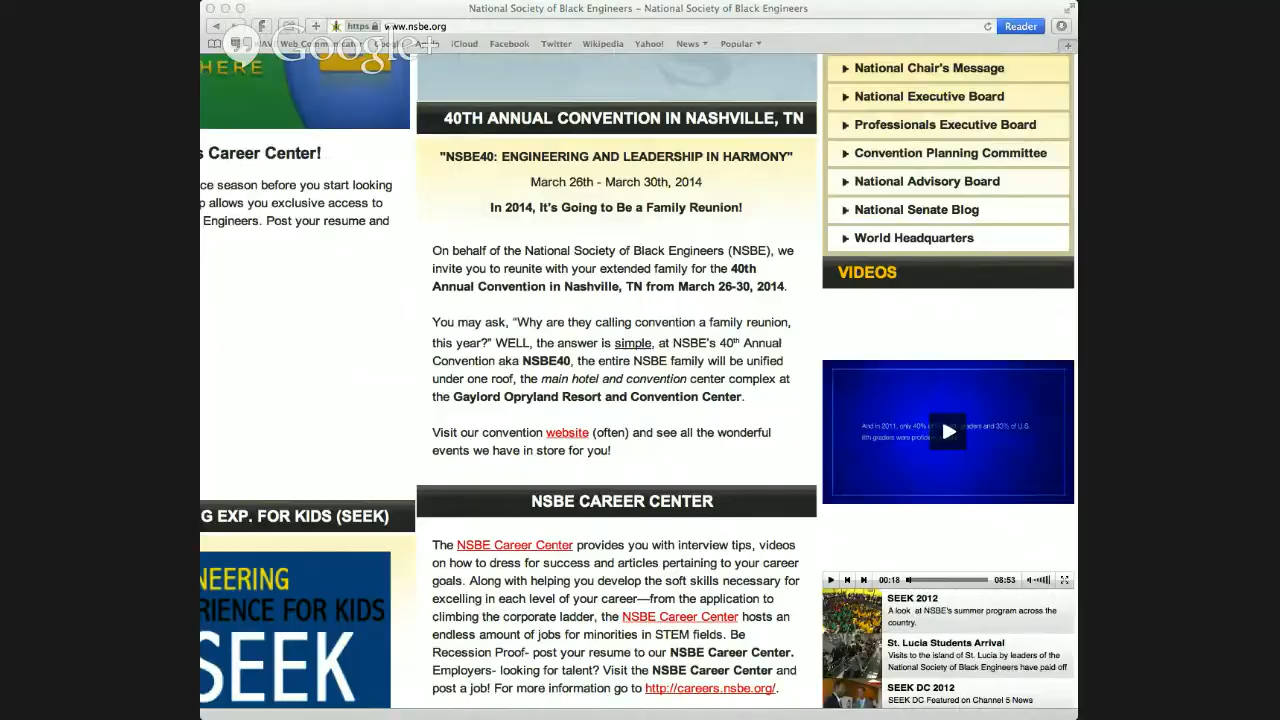 National Society of Black Engineers – National Society of Black Engineers
https www.nsbe.org
Reader
Google+
iCloud Facebook Twitter Wikipedia Yahoo! News Popular
HERE
s Career Center!
ce season before you start looking
p allows you exclusive access to
Engineers. Post your resume and
G EXP. FOR KIDS (SEEK)
NEERING
RIENCE FOR KIDS
SEEK
40TH ANNUAL CONVENTION IN NASHVILLE, TN
"NSBE40: ENGINEERING AND LEADERSHIP IN HARMONY"
March 26th - March 30th, 2014
In 2014, It's Going to Be a Family Reunion!
On behalf of the National Society of Black Engineers (NSBE), we
invite you to reunite with your extended family for the 40th
Annual Convention in Nashville, TN from March 26-30, 2014.
You may ask, “Why are they calling convention a family reunion,
this year?” WELL, the answer is simple, at NSBE's 40th Annual
Convention aka NSBE40, the entire NSBE family will be unified
under one roof, the main hotel and convention center complex at
the Gaylord Opryland Resort and Convention Center.
Visit our convention website (often) and see all the wonderful
events we have in store for you!
NSBE CAREER CENTER
The NSBE Career Center provides you with interview tips, videos
on how to dress for success and articles pertaining to your career
goals. Along with helping you develop the soft skills necessary for
excelling in each level of your career—from the application to
climbing the corporate ladder, the NSBE Career Center hosts an
endless amount of jobs for minorities in STEM fields. Be
Recession Proof- post your resume to our NSBE Career Center.
Employers- looking for talent? Visit the NSBE Career Center and
post a job! For more information go to http://careers.nsbe.org/.
National Chair's Message
National Executive Board
Professionals Executive Board
Convention Planning Committee
National Advisory Board
National Senate Blog
World Headquarters
VIDEOS
And in 2011, only 40% of aders and 33% of U.S.
8th graders were profic
00:18 08:53
SEEK 2012
A look at NSBE's summer program across the
country.
St. Lucia Students Arrival
Visits to the island of St. Lucia by leaders of the
National Society of Black Engineers have paid off
SEEK DC 2012
SEEK DC Featured on Channel 5 News